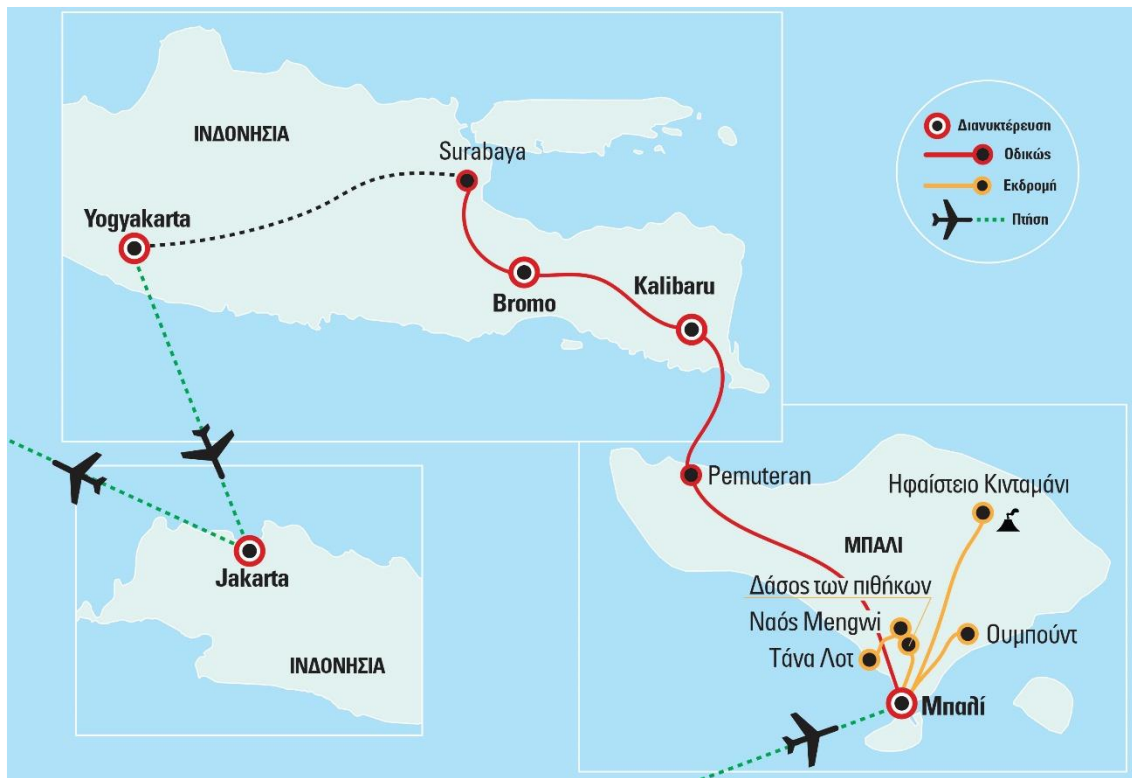 ΙΝΔΟΝΗΣΙΑ
Surabaya
Yogyakarta
Bromo
Kalibaru
Διανυκτέρευση
Οδικώς
Εκδρομή
Πτήση
Jakarta
ΙΝΔΟΝΗΣΙΑ
Pemuteran
Ηφαίστειο Κινταμάνι
ΜΠΑΛΙ
Δάσος των πιθήκων
Ναός Mengwi
Τάνα Λοτ
Ουμπούντ
Μπαλί